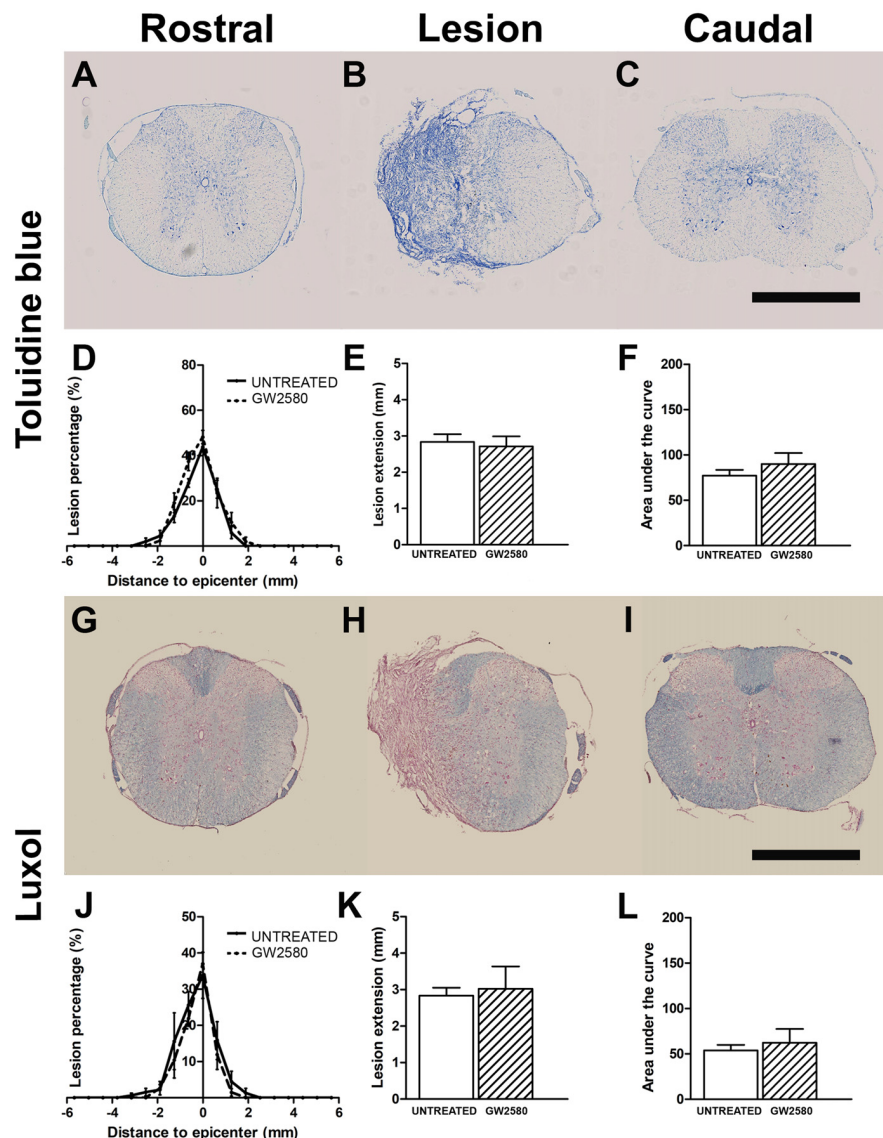 Rostral Lesion Caudal
Toluidine blue
A B C
D
Lesion percentage (%)
80
60
40
20
UNTREATED
GW2580
-6 -4 -2 0 2 4 6
Distance to epicenter (mm)
E
Lesion extension (mm)
5
4
3
2
1
0
UNTREATED GW2580
F
Area under the curve
200
150
100
50
0
UNTREATED GW2580
Luxol
G H I
J
Lesion percentage (%)
50
40
30
20
10
UNTREATED
GW2580
-6 -4 -2 0 2 4 6
Distance to epicenter (mm)
K
Lesion extension (mm)
5
4
3
2
1
0
UNTREATED GW2580
L
Area under the curve
200
150
100
50
0
UNTREATED GW2580